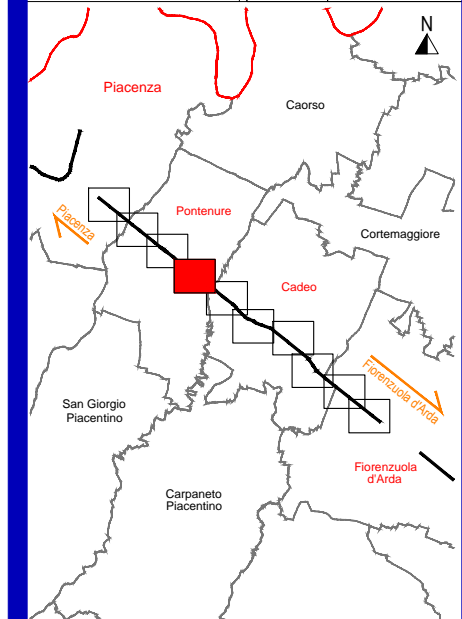 N
Piacenza
Caorso
Pontenure
Piacenza
Cortemaggiore
Cadeo
Fiorenzuola d'Arda
San Giorgio
Piacentino
Fiorenzuola
d'Arda
Carpaneto
Piacentino